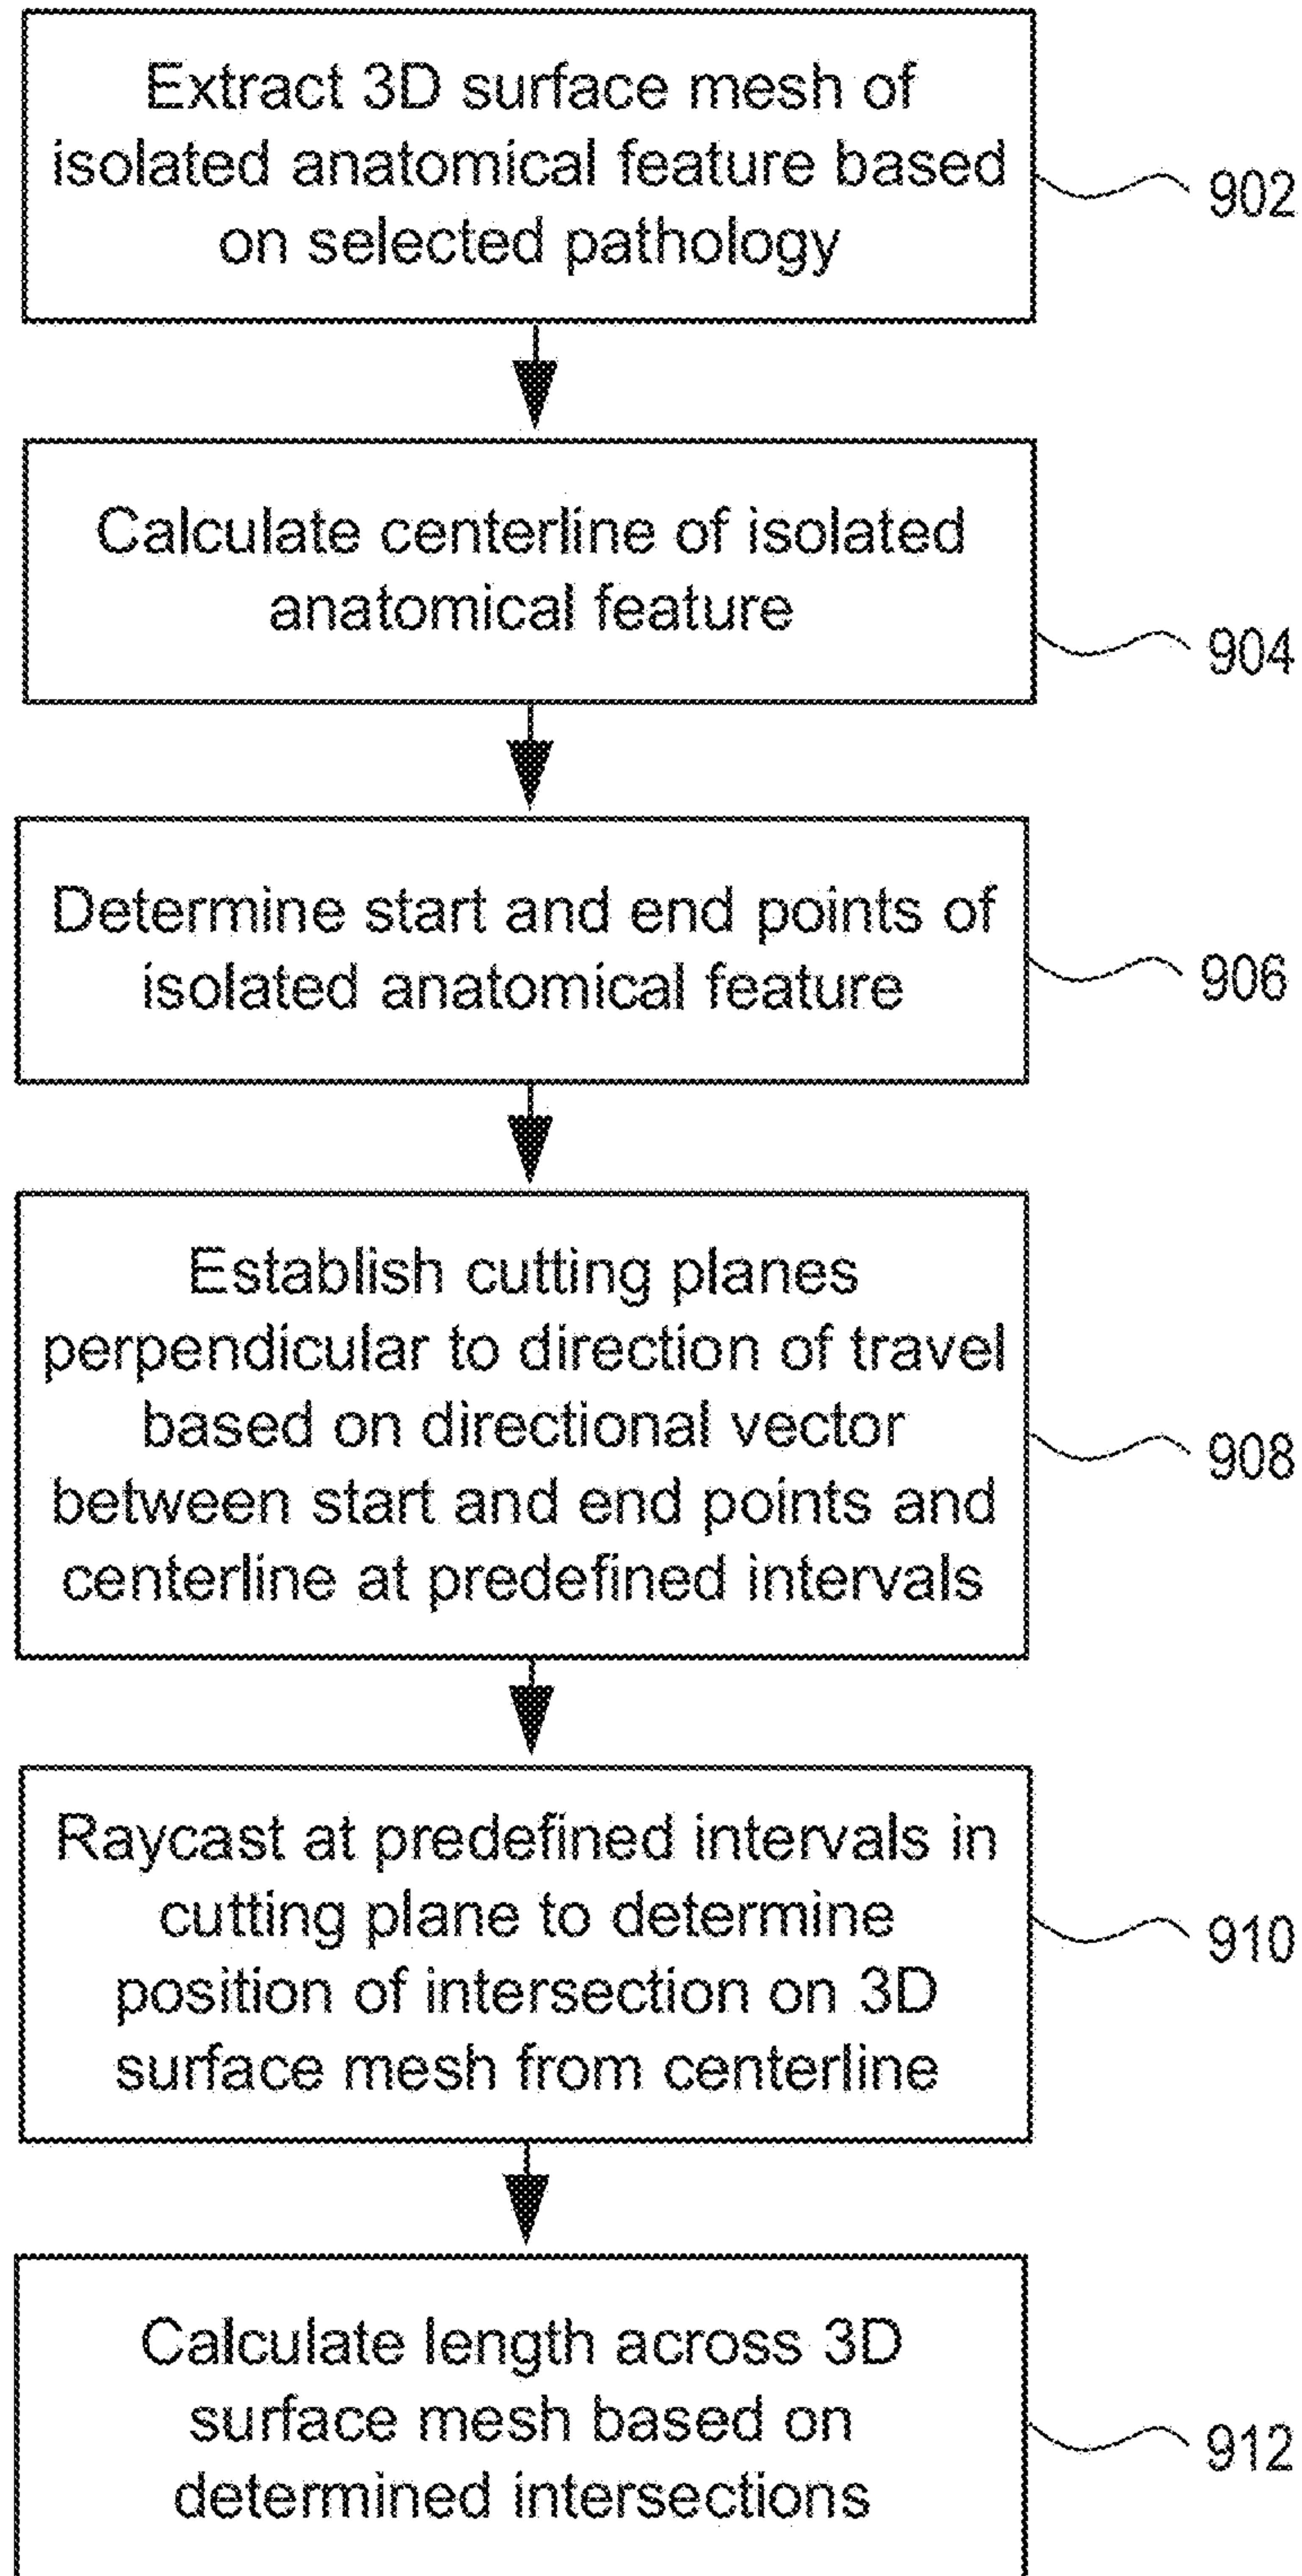 Extract 3D surface mesh of
isolated anatomical feature based
on selected pathology
902
Calculate centerline of isolated
anatomical feature
904
Determine start and end points of
isolated anatomical feature
906
Establish cutting planes
perpendicular to direction of travel
based on directional vector
between start and end points and
centerline at predefined intervals
908
Raycast at predefined intervals in
cutting plane to determine
position of intersection on 3D
surface mesh from centerline
910
Calculate length across 3D
surface mesh based on
determined intersections
912